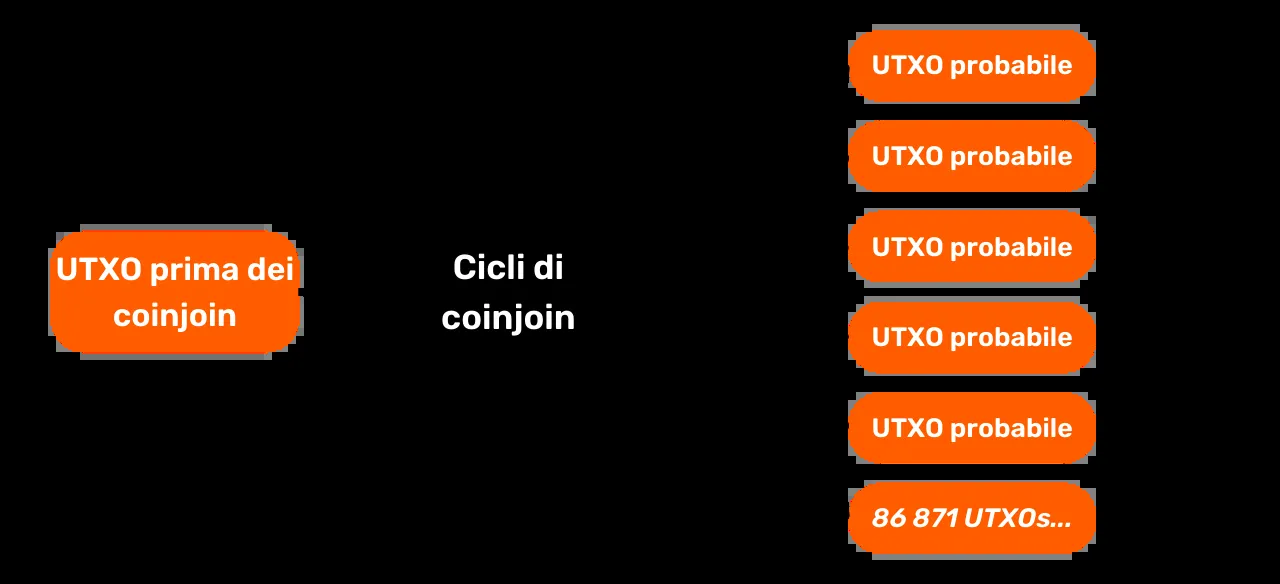 UTXO prima dei
coinjoin
Cicli di
coinjoin
UTXO probabile
UTXO probabile
UTXO probabile
UTXO probabile
UTXO probabile
86 871 UTXOs...